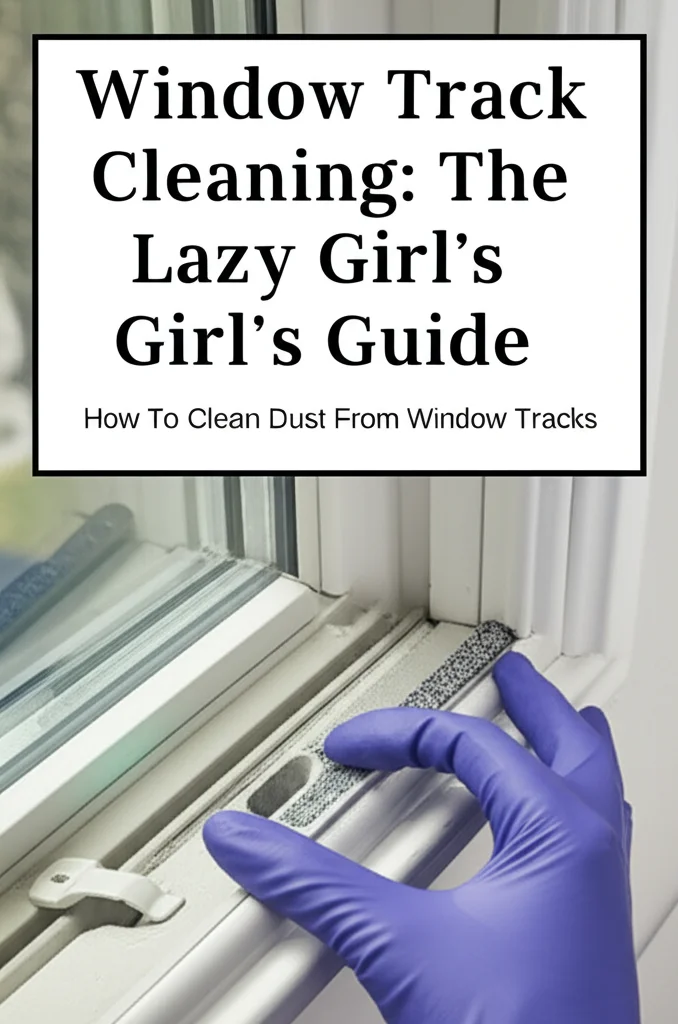 Window Track
Cleaning: The
Lazy Girl’s
Girl’s Guide
How To Clean Dust From Window Tracks